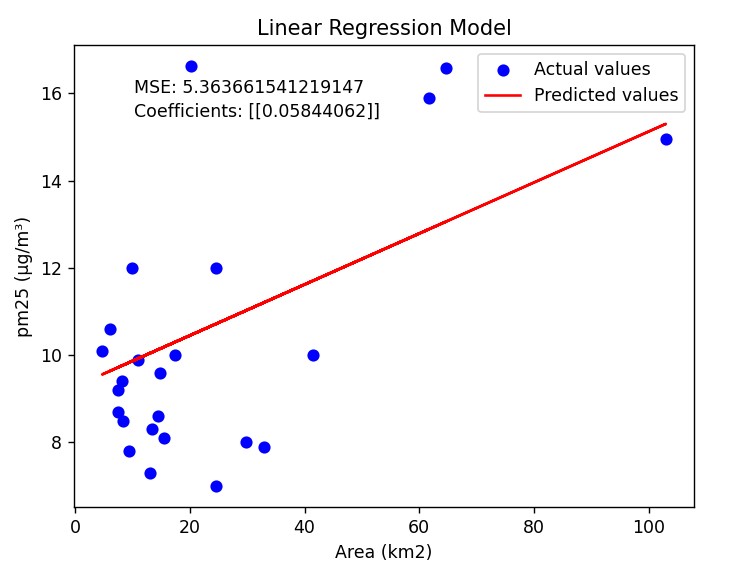 Linear Regression Model
MSE: 5.363661541219147
Coefficients: [[0.05844062]]
Actual values
Predicted values
16
14
12
10
8
pm25 (µg/m³)
0 20 40 60 80 100
Area (km2)